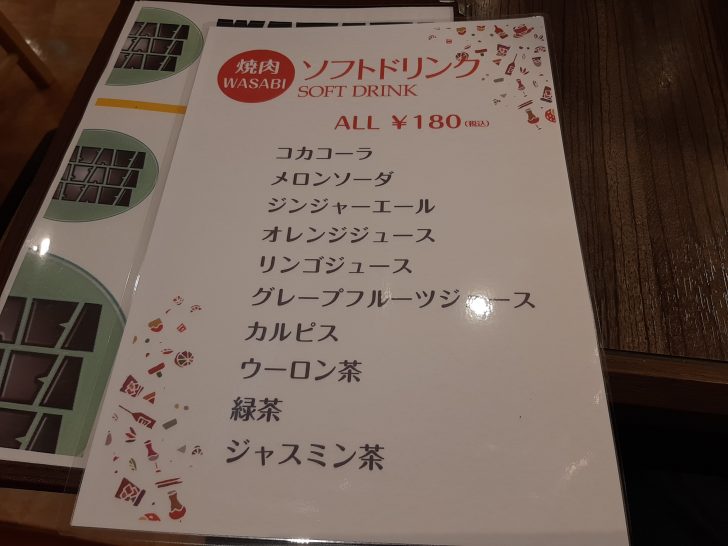 焼肉
WASABI
ソフトドリンク
SOFT DRINK
ALL ¥180(税込)
コカコーラ
メロンソーダ
ジンジャーエール
オレンジジュース
リンゴジュース
グレープフルーツジュース
カルピス
ウーロン茶
緑茶
ジャスミン茶